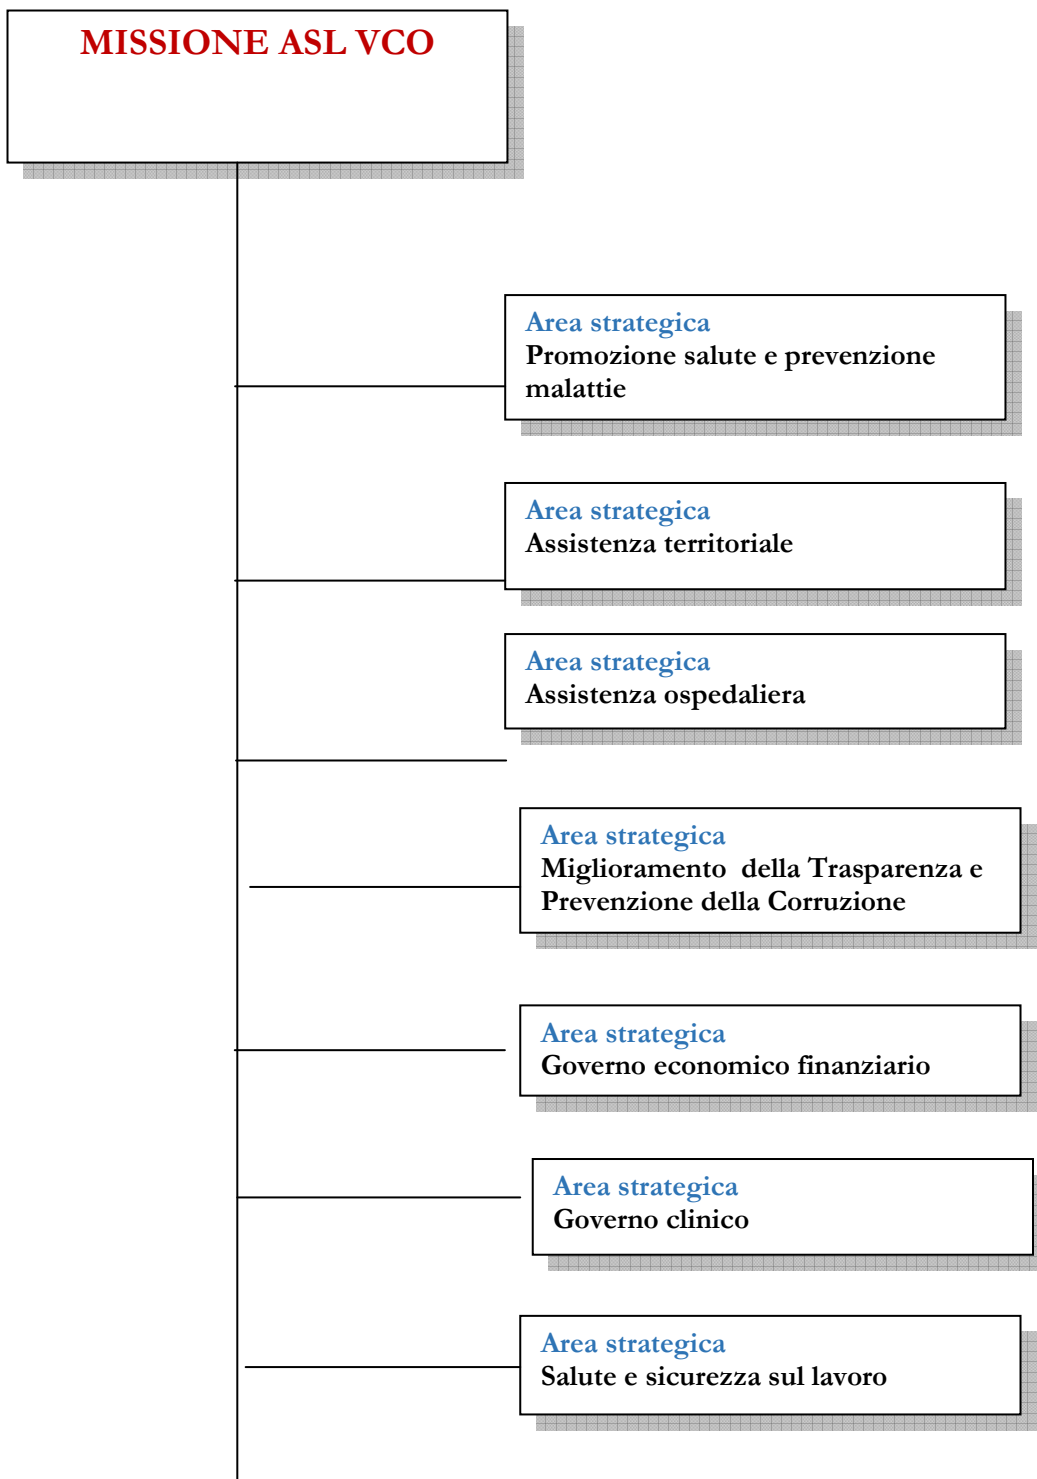 MISSIONE ASL VCO
Area strategica
Promozione salute e prevenzione
malattie
Area strategica
Assistenza territoriale
Area strategica
Assistenza ospedaliera
Area strategica
Miglioramento della Trasparenza e
Prevenzione della Corruzione
Area strategica
Governo economico finanziario
Area strategica
Governo clinico
Area strategica
Salute e sicurezza sul lavoro